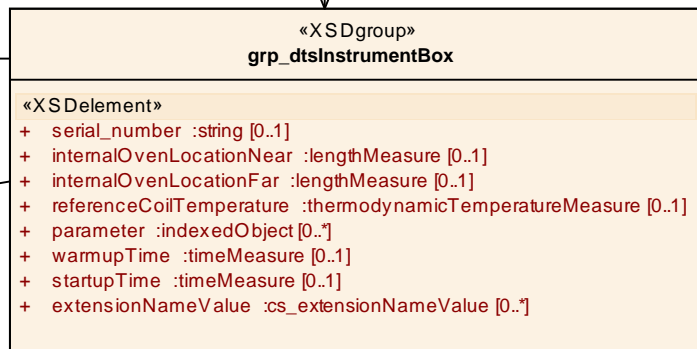 «XSDgroup»
grp_dtsInstrumentBox
«XSDelement»
+ serial_number :string [0..1]
+ internalOvenLocationNear :lengthMeasure [0..1]
+ internalOvenLocationFar :lengthMeasure [0..1]
+ referenceCoilTemperature :thermodynamicTemperatureMeasure [0..1]
+ parameter :indexedObject [0..*]
+ warmupTime :timeMeasure [0..1]
+ startupTime :timeMeasure [0..1]
+ extensionNameValue :cs_extensionNameValue [0..*]